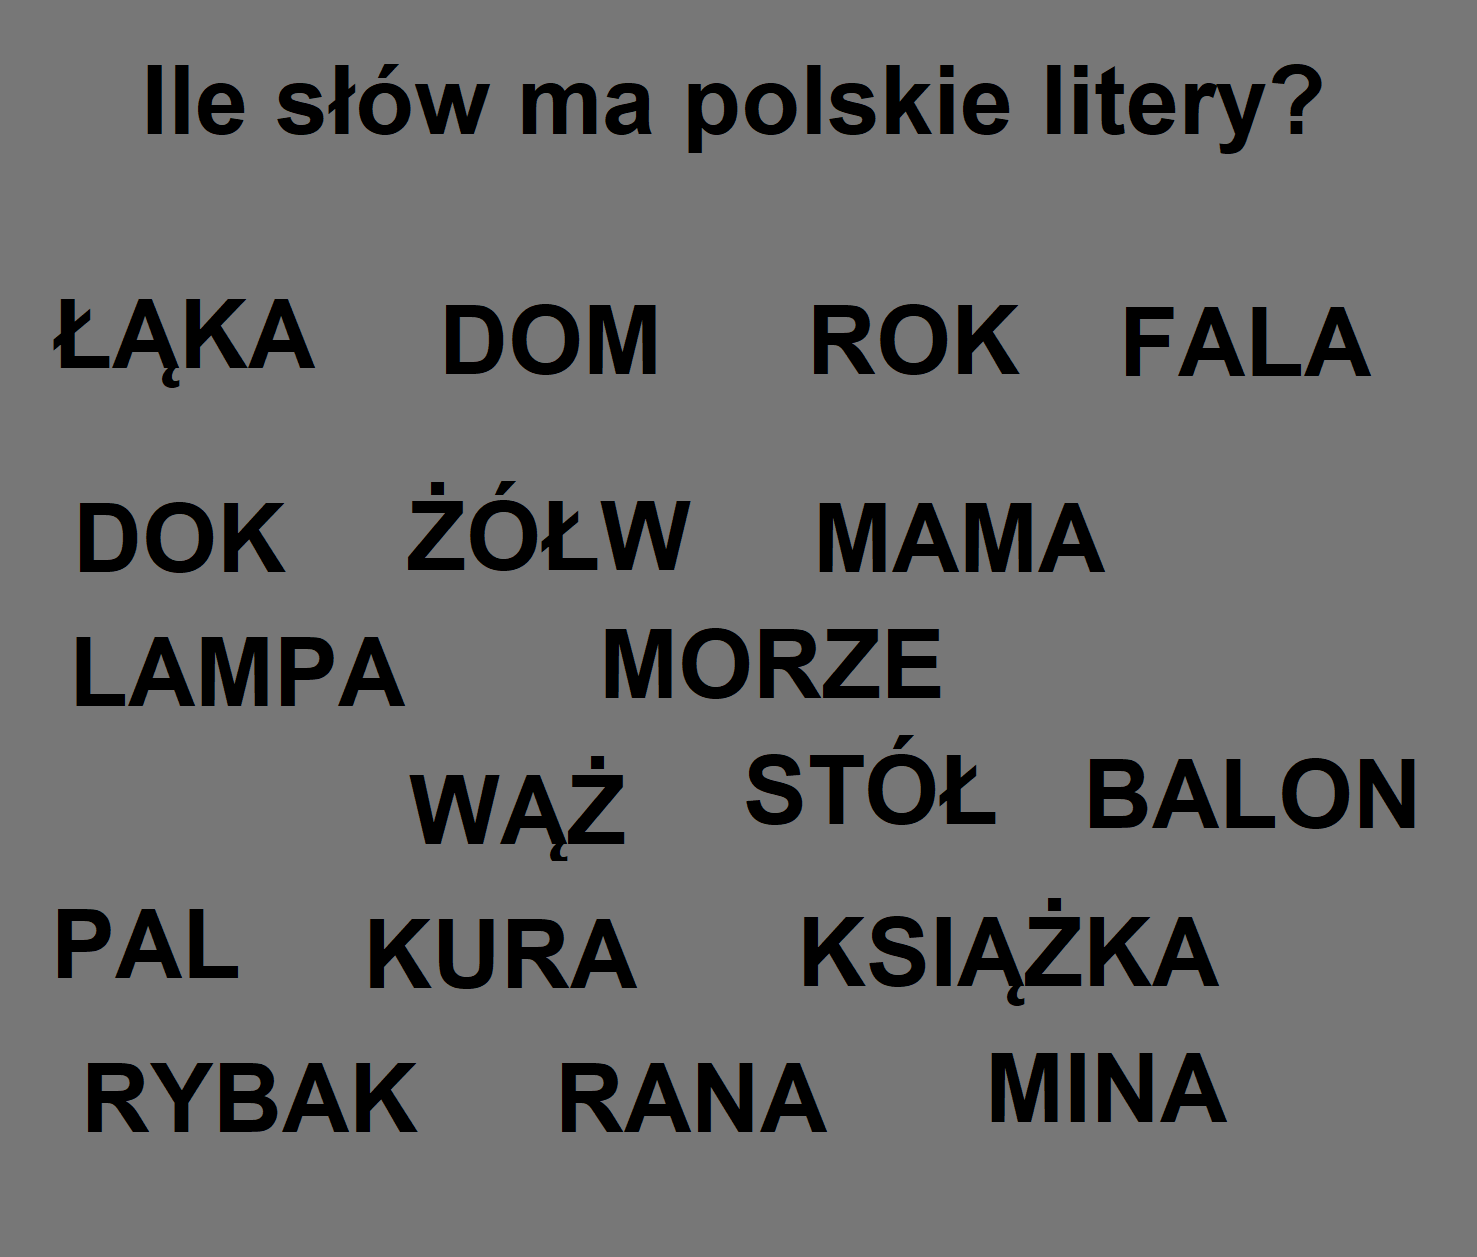 Ile słów ma polskie litery?
ŁĄKA DOM ROK FALA
DOK ŻÓŁW MAMA
LAMPA MORZE
WĄŻ STÓŁ BALON
PAL KURA KSIĄŻKA
RYBAK RANA MINA